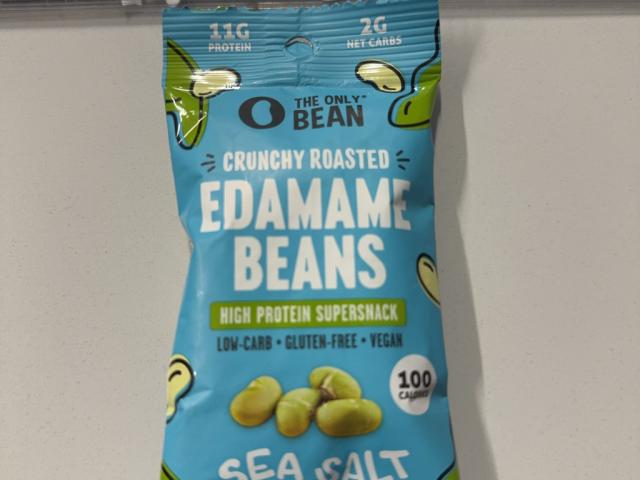 11G
PROTEIN
2G
NET CARBS
THE ONLY™
BEAN
CRUNCHY ROASTED
EDAMAME
BEANS
HIGH PROTEIN SUPERSNACK
LOW-CARB • GLUTEN-FREE • VEGAN
100
CALORIES
SEA SALT